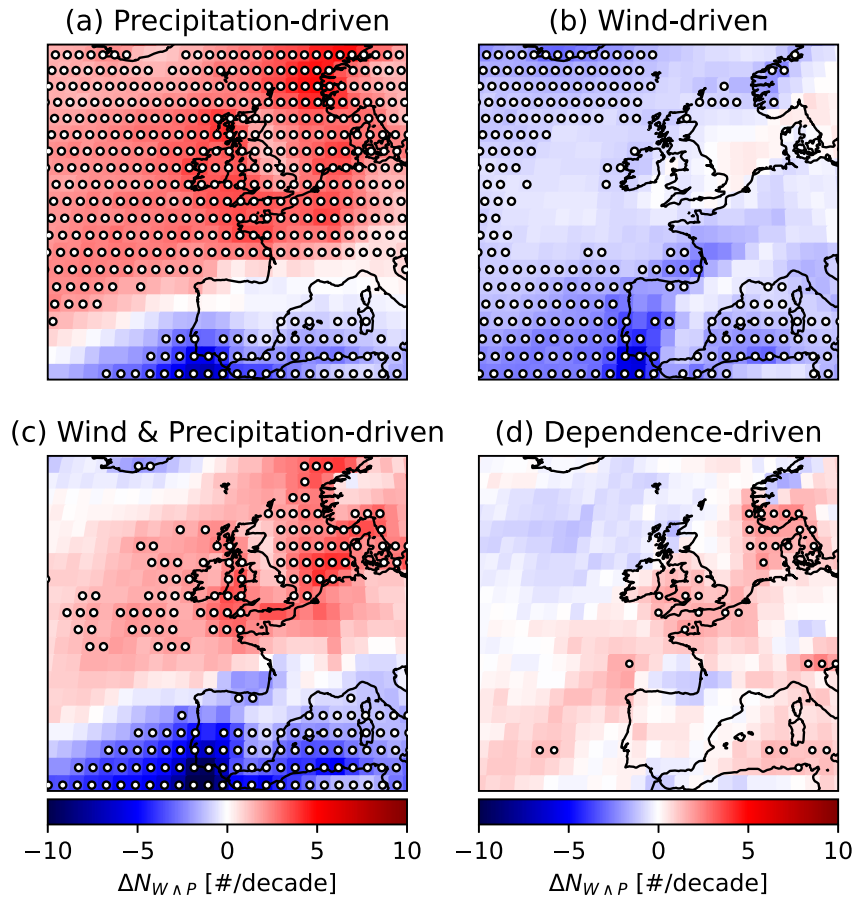 (a) Precipitation-driven
(b) Wind-driven
(c) Wind & Precipitation-driven
(d) Dependence-driven
−10 −5 0 5 10
ΔN_{W∧P} [#/decade]
−10 −5 0 5 10
ΔN_{W∧P} [#/decade]